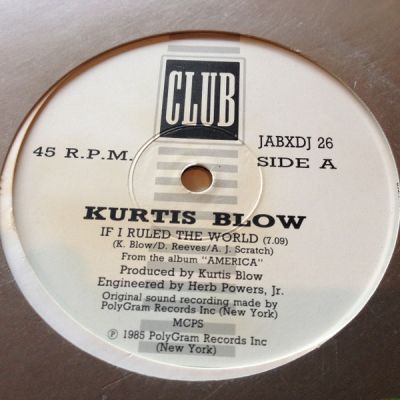 CLUB
45 R.P.M.
JABXDJ 26
SIDE A
KURTIS BLOW
IF I RULED THE WORLD (7.09)
(K. Blow/D. Reeves/A. J. Scratch)
From the album "AMERICA"
Produced by Kurtis Blow
Engineered by Herb Powers, Jr.
Original sound recording made by
PolyGram Records Inc (New York)
MCPS
℗ 1985 PolyGram Records Inc
(New York)